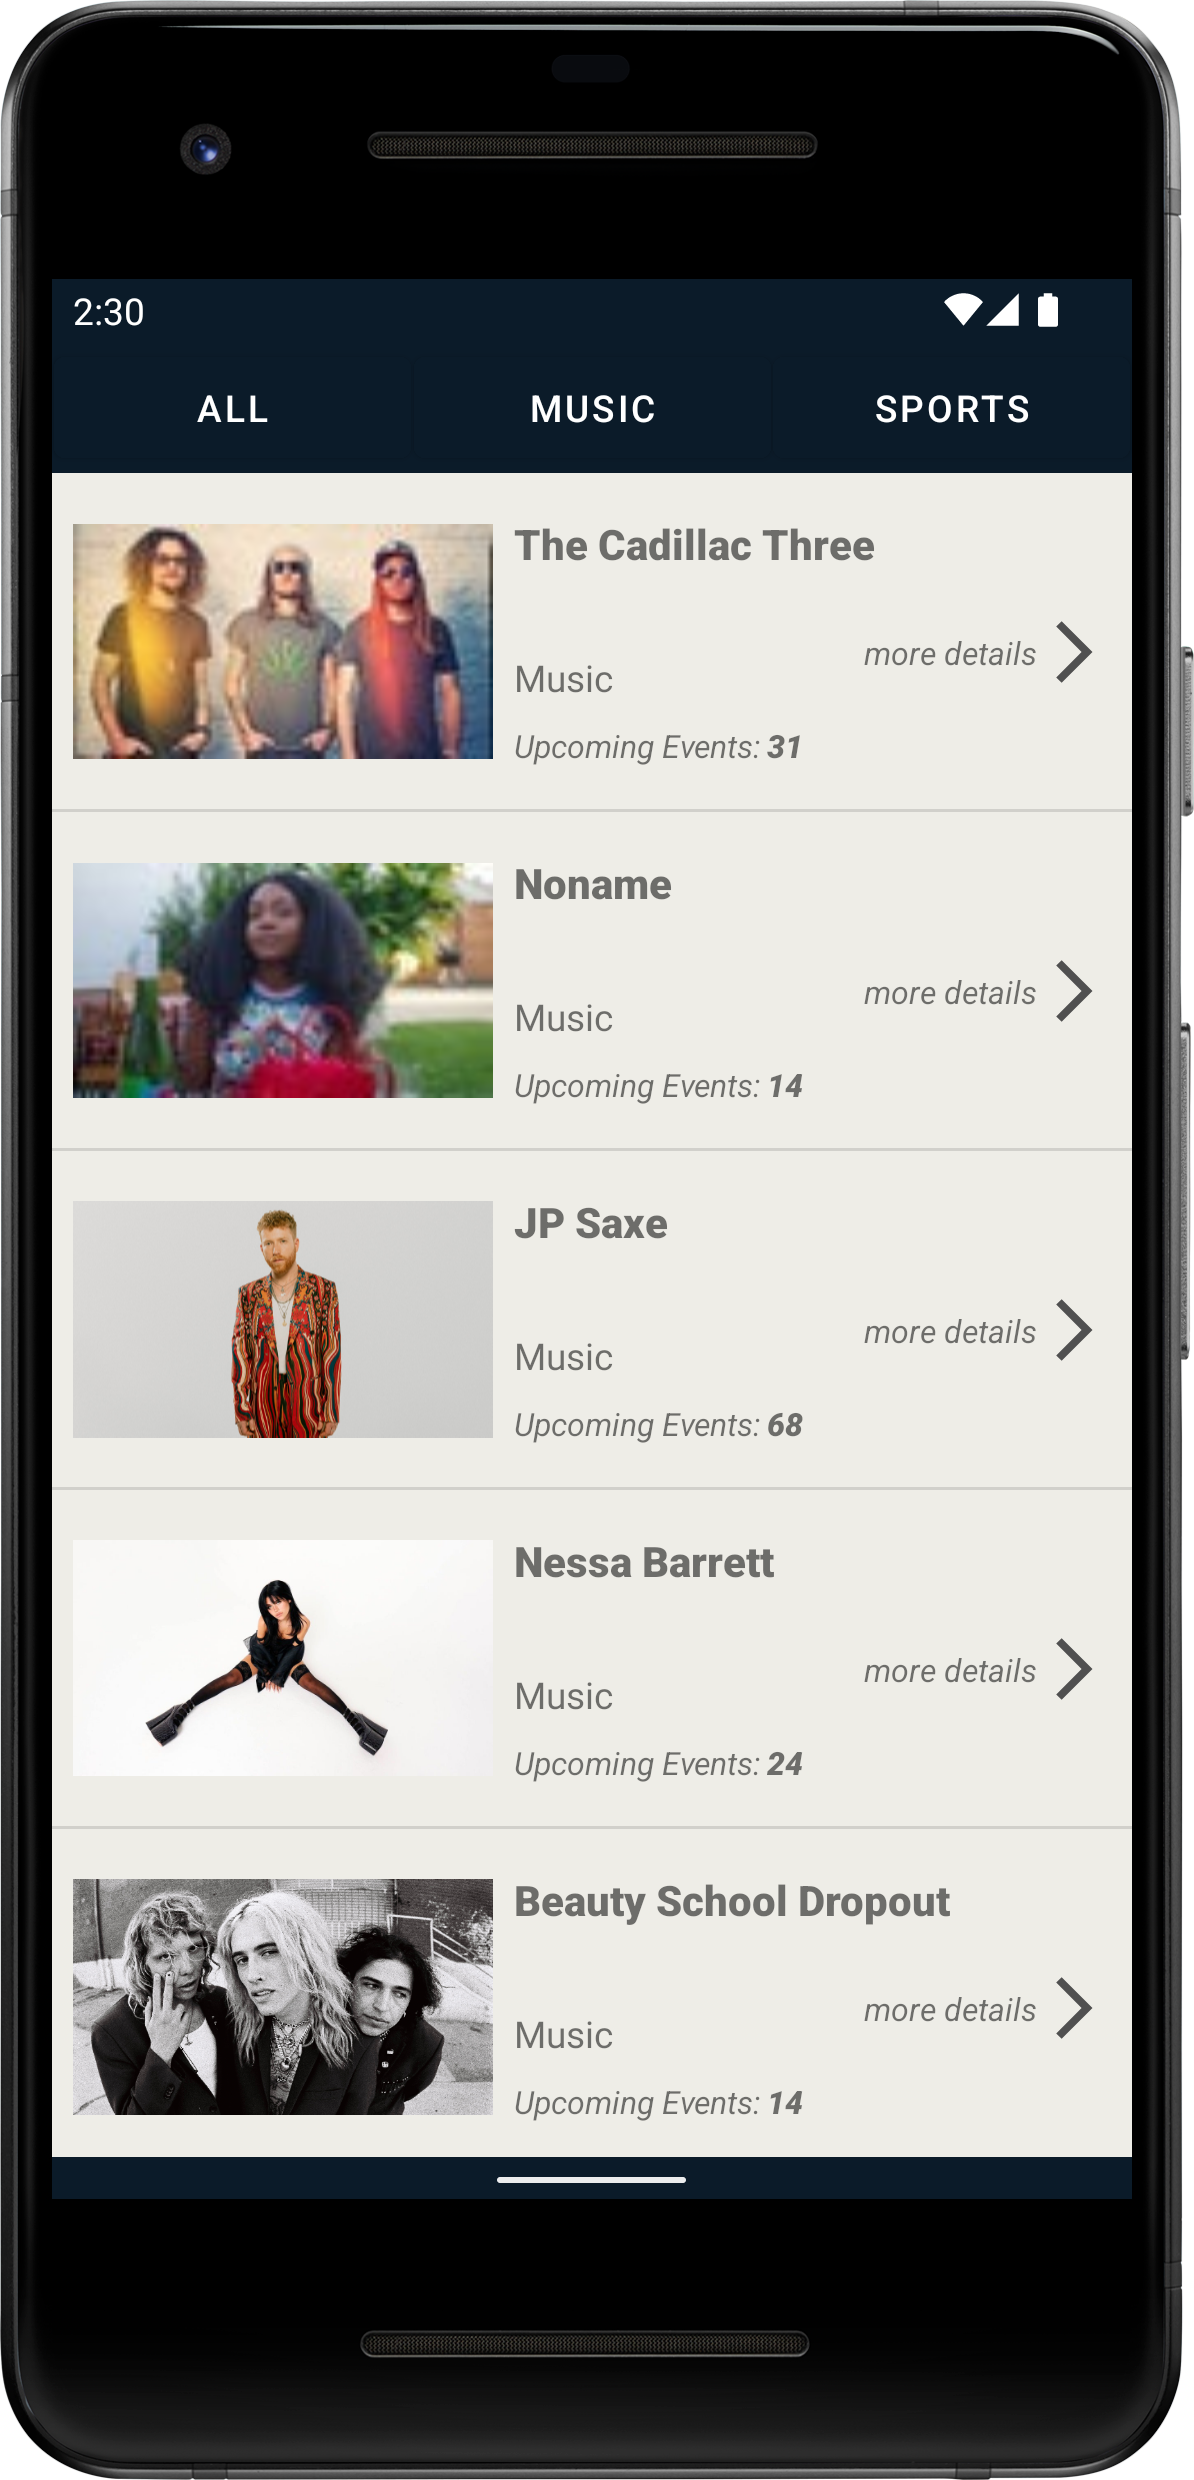 2:30
ALL MUSIC SPORTS
The Cadillac Three
more details
Music
Upcoming Events: 31
Noname
more details
Music
Upcoming Events: 14
JP Saxe
more details
Music
Upcoming Events: 68
Nessa Barrett
more details
Music
Upcoming Events: 24
Beauty School Dropout
more details
Music
Upcoming Events: 14